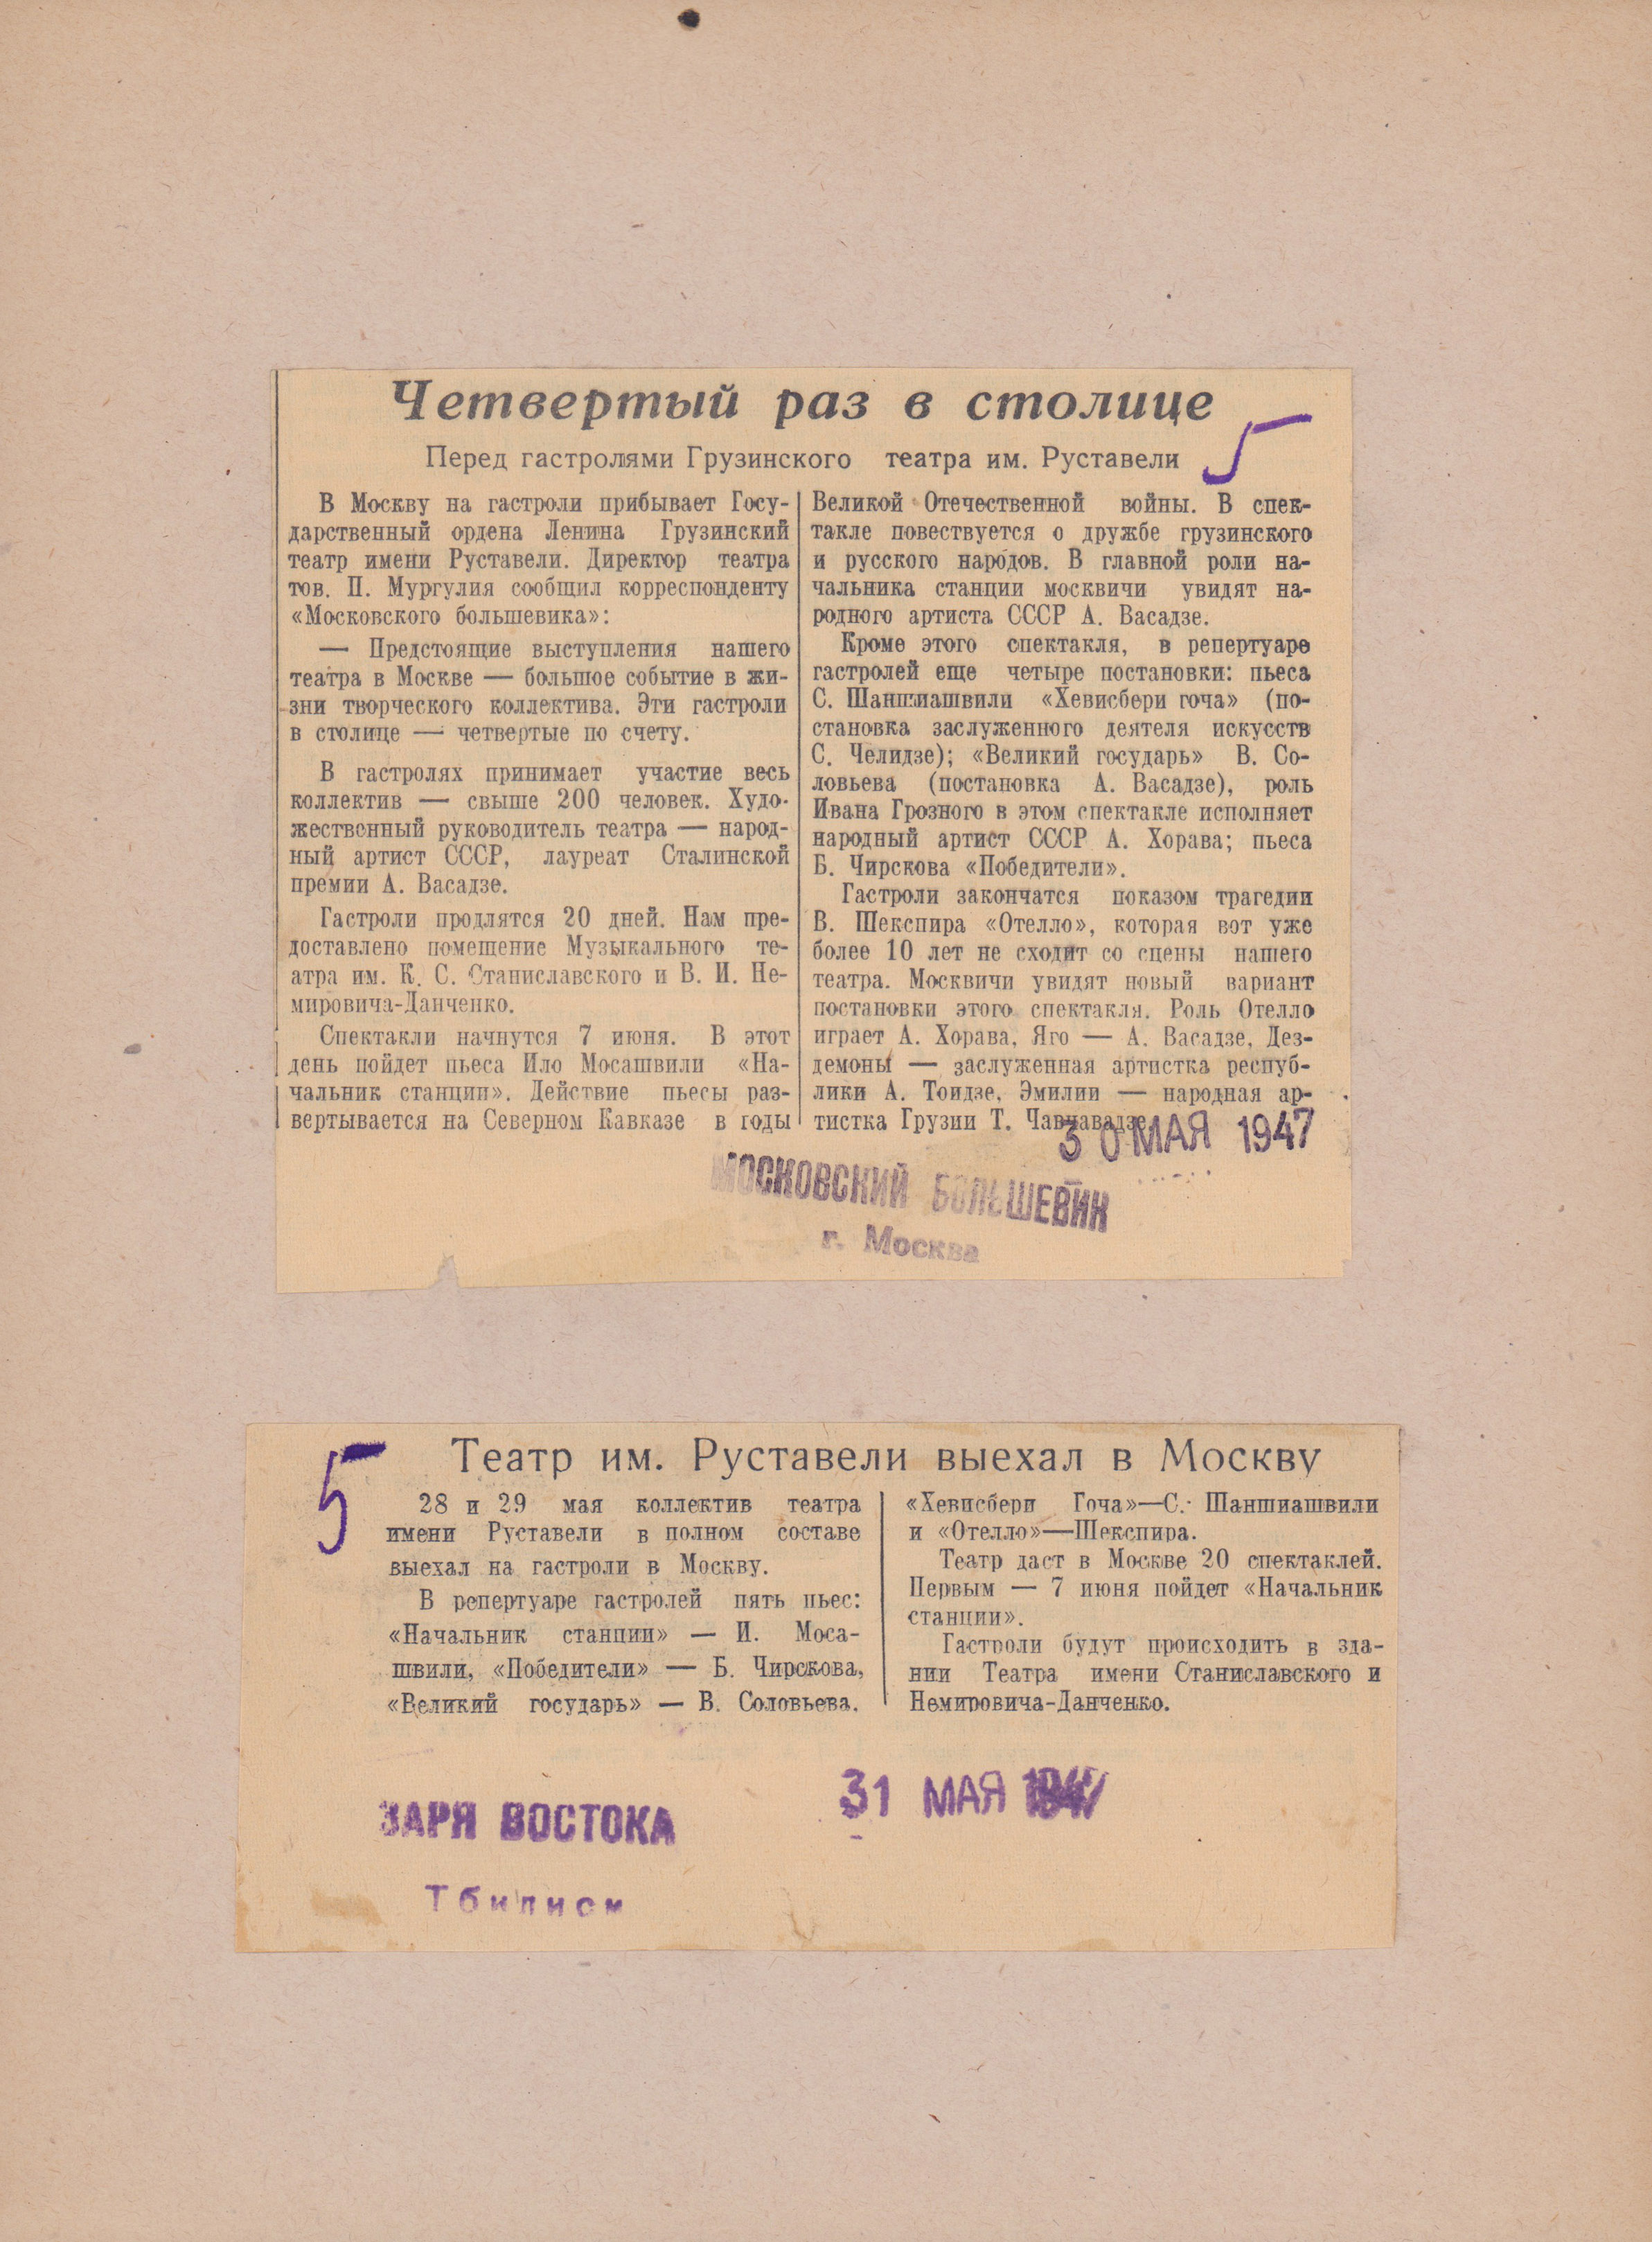 Четвертый раз в столице
Перед гастролями Грузинского театра им. Руставели
5
В Москву на гастроли прибывает Госу-
дарственный ордена Ленина Грузинский
театр имени Руставели. Директор театра
тов. П. Мургулия сообщил корреспонденту
«Московского большевика»:
— Предстоящие выступления нашего
театра в Москве — большое событие в жи-
зни творческого коллектива. Эти гастроли
в столице — четвертые по счету.
В гастролях принимает участие весь
коллектив — свыше 200 человек. Худо-
жественный руководитель театра — народ-
ный артист СССР, лауреат Сталинской
премии А. Васадзе.
Гастроли продлятся 20 дней. Нам пре-
доставлено помещение Музыкального те-
атра им. К. С. Станиславского и В. И. Не-
мировича-Данченко.
Спектакли начнутся 7 июня. В этот
день пойдет пьеса Ило Мосашвили «На-
чальник станции». Действие пьесы раз-
вертывается на Северном Кавказе в годы
Великой Отечественной войны. В спек-
такле повествуется о дружбе грузинского
и русского народов. В главной роли на-
чальника станции москвичи увидят на-
родного артиста СССР А. Васадзе.
Кроме этого спектакля, в репертуаре
гастролей еще четыре постановки: пьеса
С. Шаншиашвили «Хевисбери гоча» (по-
становка заслуженного деятеля искусств
С. Челидзе); «Великий государь» В. Со-
ловьева (постановка А. Васадзе), роль
Ивана Грозного в этом спектакле исполняет
народный артист СССР А. Хорава; пьеса
Б. Чирскова «Победители».
Гастроли закончатся показом трагедии
В. Шекспира «Отелло», которая вот уже
более 10 лет не сходит со сцены нашего
театра. Москвичи увидят новый вариант
постановки этого спектакля. Роль Отелло
играет А. Хорава, Яго — А. Васадзе, Дез-
демоны — заслуженная артистка респуб-
лики А. Тоидзе, Эмилии — народная ар-
тистка Грузии Т. Чавчавадзе.
30 МАЯ 1947
МОСКОВСКИЙ БОЛЬШЕВИК
г. Москва
5
Театр им. Руставели выехал в Москву
28 и 29 мая коллектив театра
имени Руставели в полном составе
выехал на гастроли в Москву.
В репертуаре гастролей пять пьес:
«Начальник станции» — И. Моса-
швили, «Победители» — Б. Чирскова,
«Великий государь» — В. Соловьева,
«Хевисбери Гоча»—С. Шаншиашвили
и «Отелло»—Шекспира.
Театр даст в Москве 20 спектаклей.
Первым — 7 июня пойдет «Начальник
станции».
Гастроли будут происходить в зда-
нии Театра имени Станиславского и
Немировича-Данченко.
31 МАЯ 1947
ЗАРЯ ВОСТОКА
Тбилиси